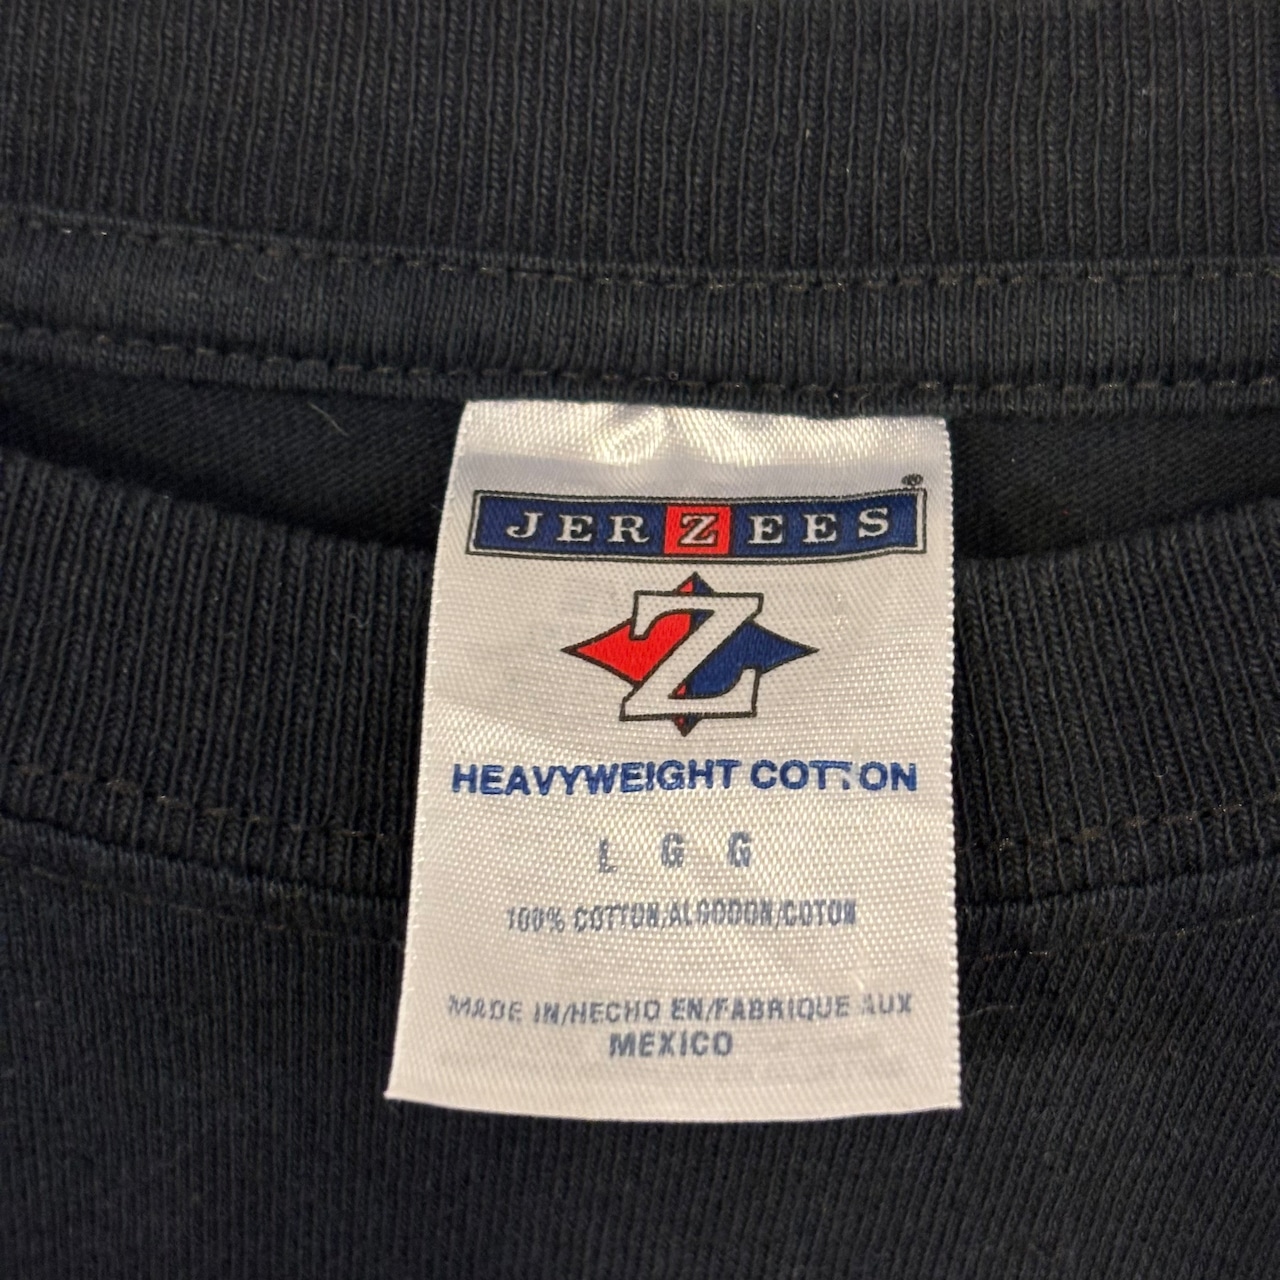 JERZEES®
Z
HEAVYWEIGHT COTTON
L G G
100% COTTON/ALGODON/COTON
MADE IN/HECHO EN/FABRIQUE AUX
MEXICO